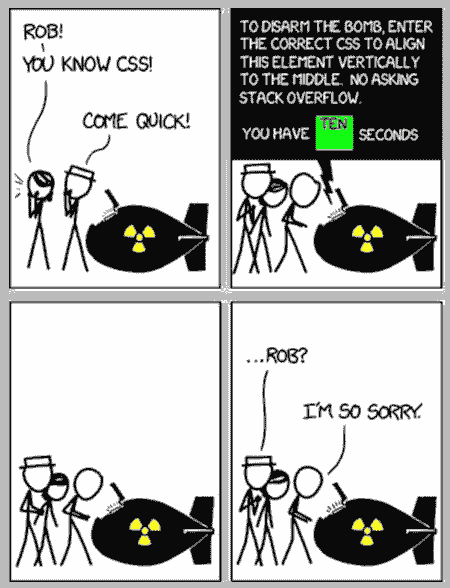 ROB!
YOU KNOW CSS!
COME QUICK!
TO DISARM THE BOMB, ENTER
THE CORRECT CSS TO ALIGN
THIS ELEMENT VERTICALLY
TO THE MIDDLE. NO ASKING
STACK OVERFLOW.
YOU HAVE TEN SECONDS
...ROB?
I'M SO SORRY.